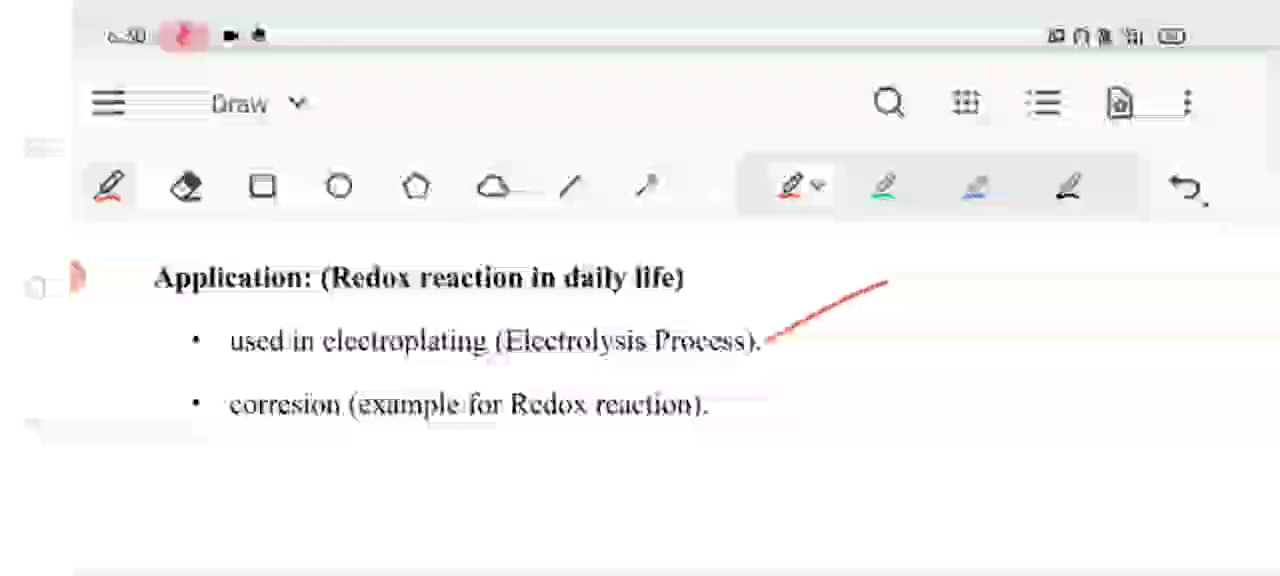 Draw
Application: (Redox reaction in daily life)
• used in electroplating (Electrolysis Process).
• corresion (example for Redox reaction).